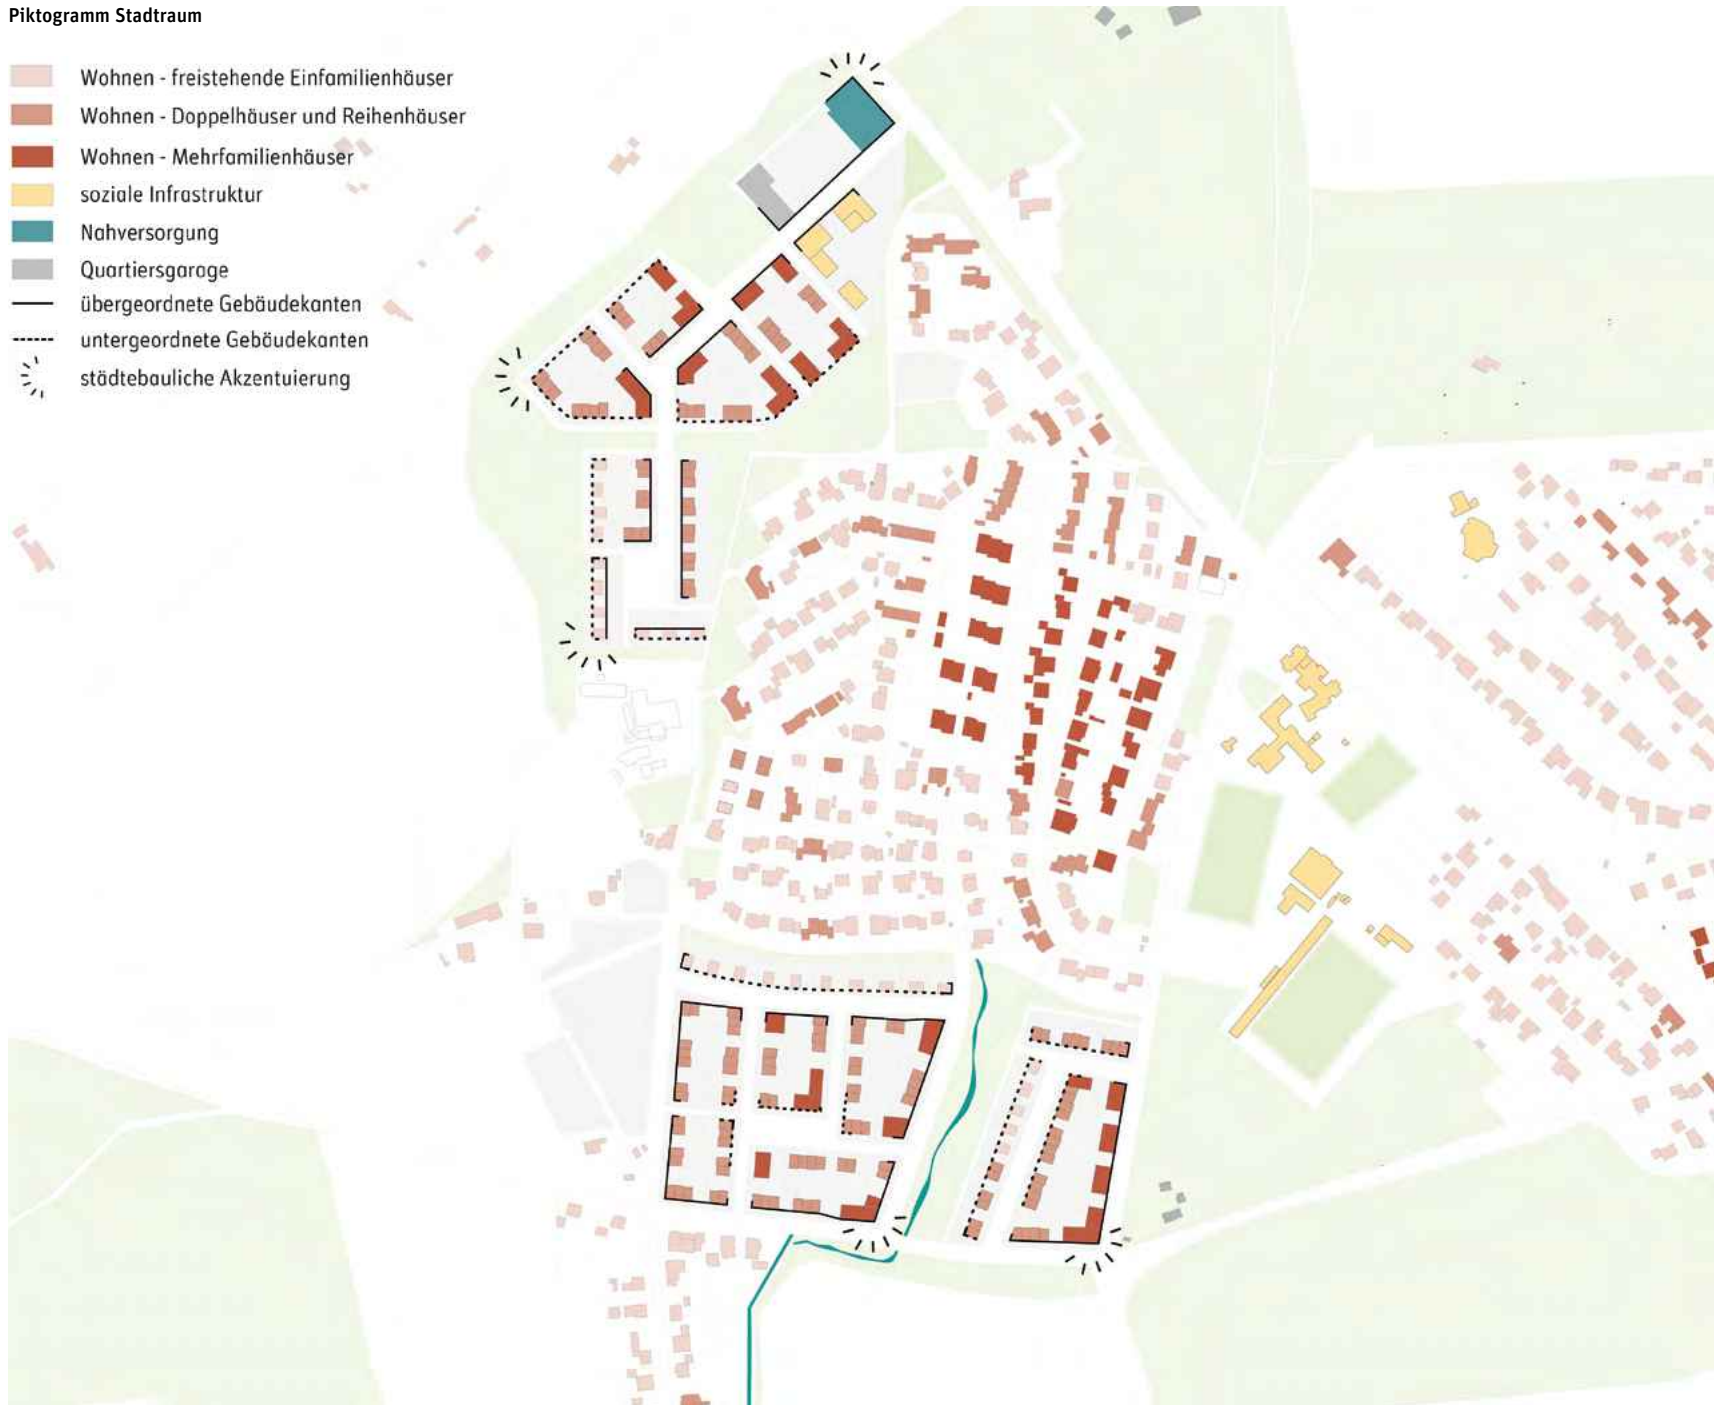 Piktogramm Stadtraum
Wohnen - freistehende Einfamilienhäuser
Wohnen - Doppelhäuser und Reihenhäuser
Wohnen - Mehrfamilienhäuser
soziale Infrastruktur
Nahversorgung
Quartiersgarage
übergeordnete Gebäudekanten
untergeordnete Gebäudekanten
städtebauliche Akzentuierung